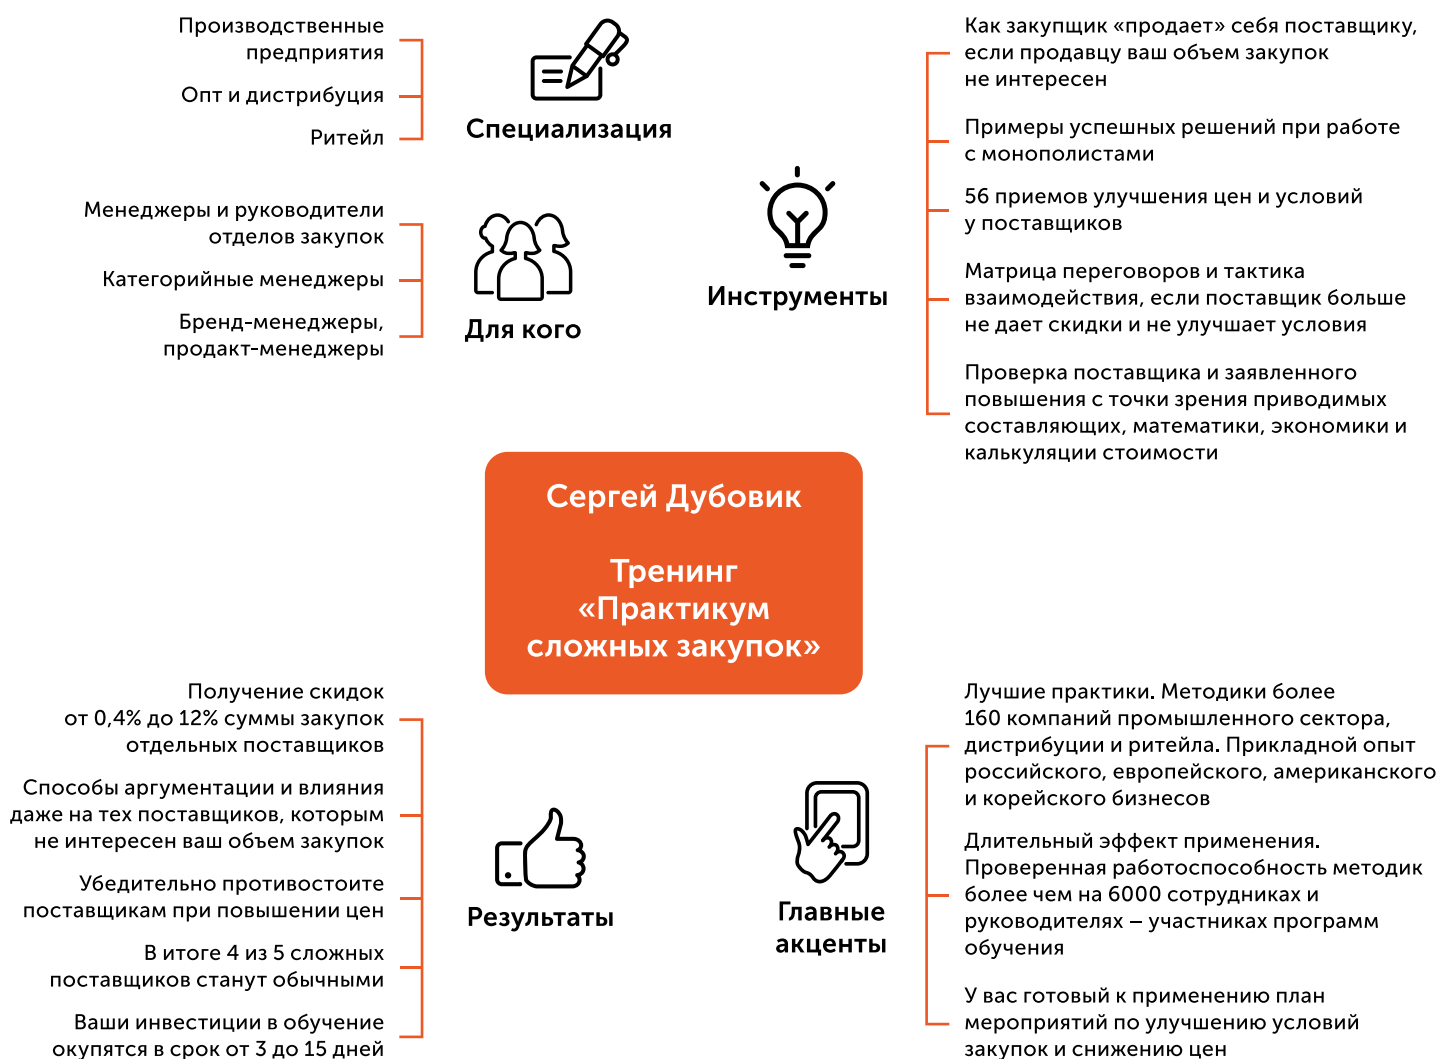 Производственные
предприятия
Опт и дистрибуция
Ритейл
Специализация
Менеджеры и руководители
отделов закупок
Категорийные менеджеры
Бренд-менеджеры,
продакт-менеджеры
Для кого
Инструменты
Как закупщик «продает» себя поставщику,
если продавцу ваш объем закупок
не интересен
Примеры успешных решений при работе
с монополистами
56 приемов улучшения цен и условий
у поставщиков
Матрица переговоров и тактика
взаимодействия, если поставщик больше
не дает скидки и не улучшает условия
Проверка поставщика и заявленного
повышения с точки зрения приводимых
составляющих, математики, экономики и
калькуляции стоимости
Сергей Дубовик
Тренинг
«Практикум
сложных закупок»
Получение скидок
от 0,4% до 12% суммы закупок
отдельных поставщиков
Способы аргументации и влияния
даже на тех поставщиков, которым
не интересен ваш объем закупок
Убедительно противостоите
поставщикам при повышении цен
В итоге 4 из 5 сложных
поставщиков станут обычными
Ваши инвестиции в обучение
окупятся в срок от 3 до 15 дней
Результаты
Главные
акценты
Лучшие практики. Методики более
160 компаний промышленного сектора,
дистрибуции и ритейла. Прикладной опыт
российского, европейского, американского
и корейского бизнесов
Длительный эффект применения.
Проверенная работоспособность методик
более чем на 6000 сотрудниках и
руководителях – участниках программ
обучения
У вас готовый к применению план
мероприятий по улучшению условий
закупок и снижению цен